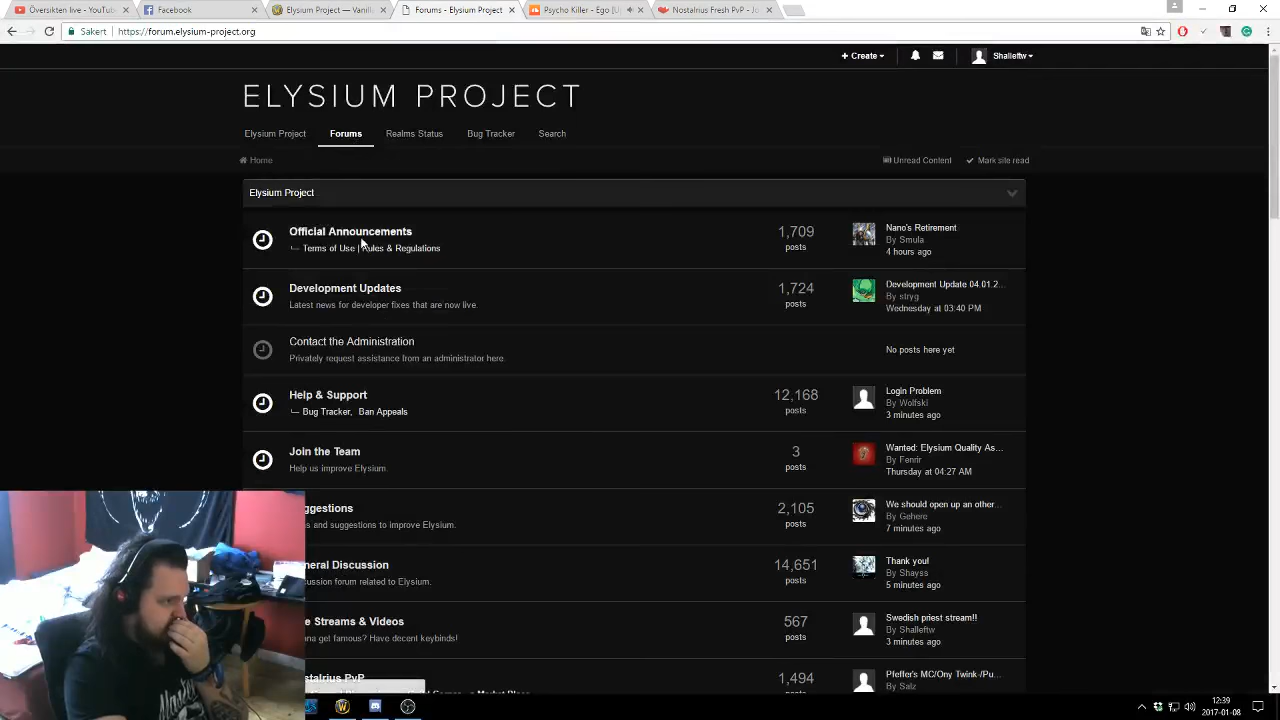 Översikten live - YouTub
Facebook
Elysium Project — Vanill
Forums - Elysium Project
Psycho Killer - Ego [U
Nostalrius Fresh PvP - Jo
Säkert
https://forum.elysium-project.org
+ Create
Shalleftw
ELYSIUM PROJECT
Elysium Project
Forums
Realms Status
Bug Tracker
Search
Home
Unread Content
Mark site read
Elysium Project
Official Announcements
Terms of Use | Rules & Regulations
1,709
posts
Nano's Retirement
By Smula
4 hours ago
Development Updates
Latest news for developer fixes that are now live.
1,724
posts
Development Update 04.01.2...
By stryg
Wednesday at 03:40 PM
Contact the Administration
Privately request assistance from an administrator here.
No posts here yet
Help & Support
Bug Tracker, Ban Appeals
12,168
posts
Login Problem
By Wolfski
3 minutes ago
Join the Team
Help us improve Elysium.
3
posts
Wanted: Elysium Quality As...
By Fenrir
Thursday at 04:27 AM
ggestions
s and suggestions to improve Elysium.
2,105
posts
We should open up an other...
By Gehere
7 minutes ago
neral Discussion
cussion forum related to Elysium.
14,651
posts
Thank you!
By Shayss
5 minutes ago
e Streams & Videos
nna get famous? Have decent keybinds!
567
posts
Swedish priest stream!!
By Shalleftw
3 minutes ago
stalrius PvP
1,494
posts
Pfeffer's MC/Ony Twink-/Pu...
By Salz
12:39
2017-01-08